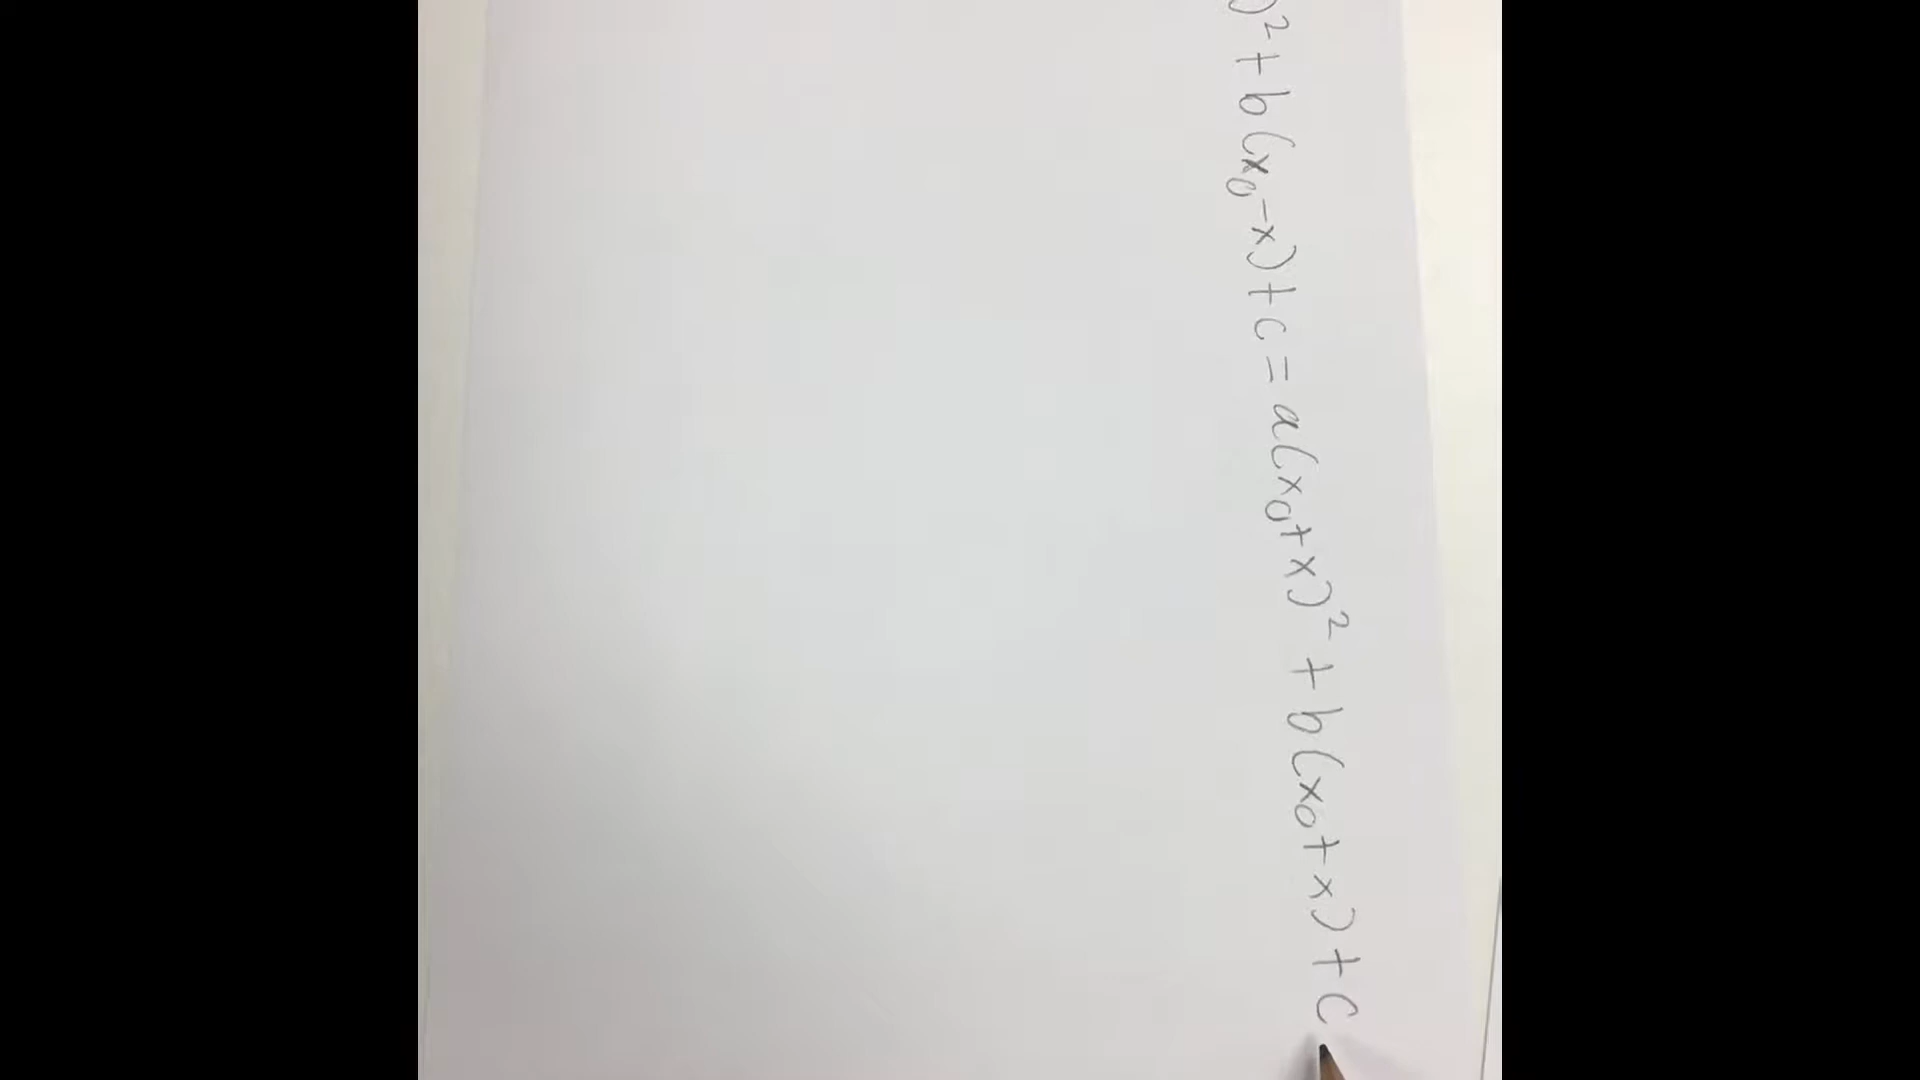 )² + b(x₀-x)+c = a(x₀+x)² + b(x₀+x)+c